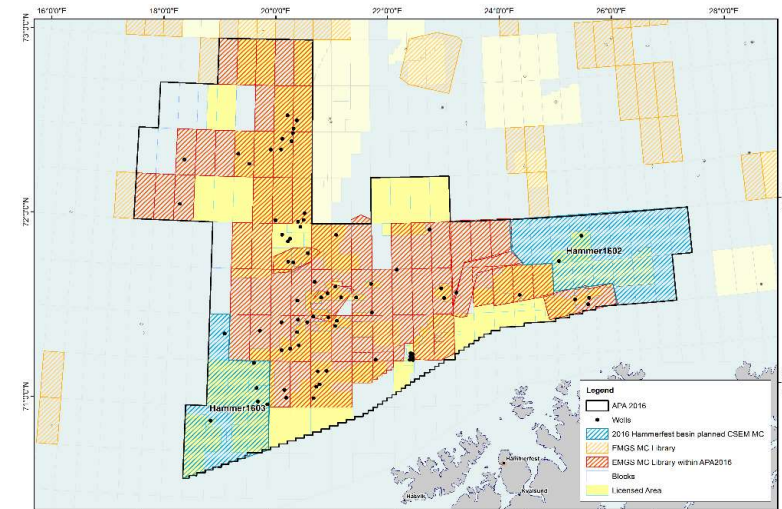 16°0'0"E 18°0'0"E 20°0'0"E 22°0'0"E 24°0'0"E 26°0'0"E 28°0'0"E
73°0'0"N
72°0'0"N
71°0'0"N
Hammer1602
Hammer1603
Hammerfest
Hasvik
Kvalsund
Legend
APA 2016
Wells
2016 Hammerfest basin planned CSEM MC
EMGS MC Library
EMGS MC Library within APA2016
Blocks
Licensed Area